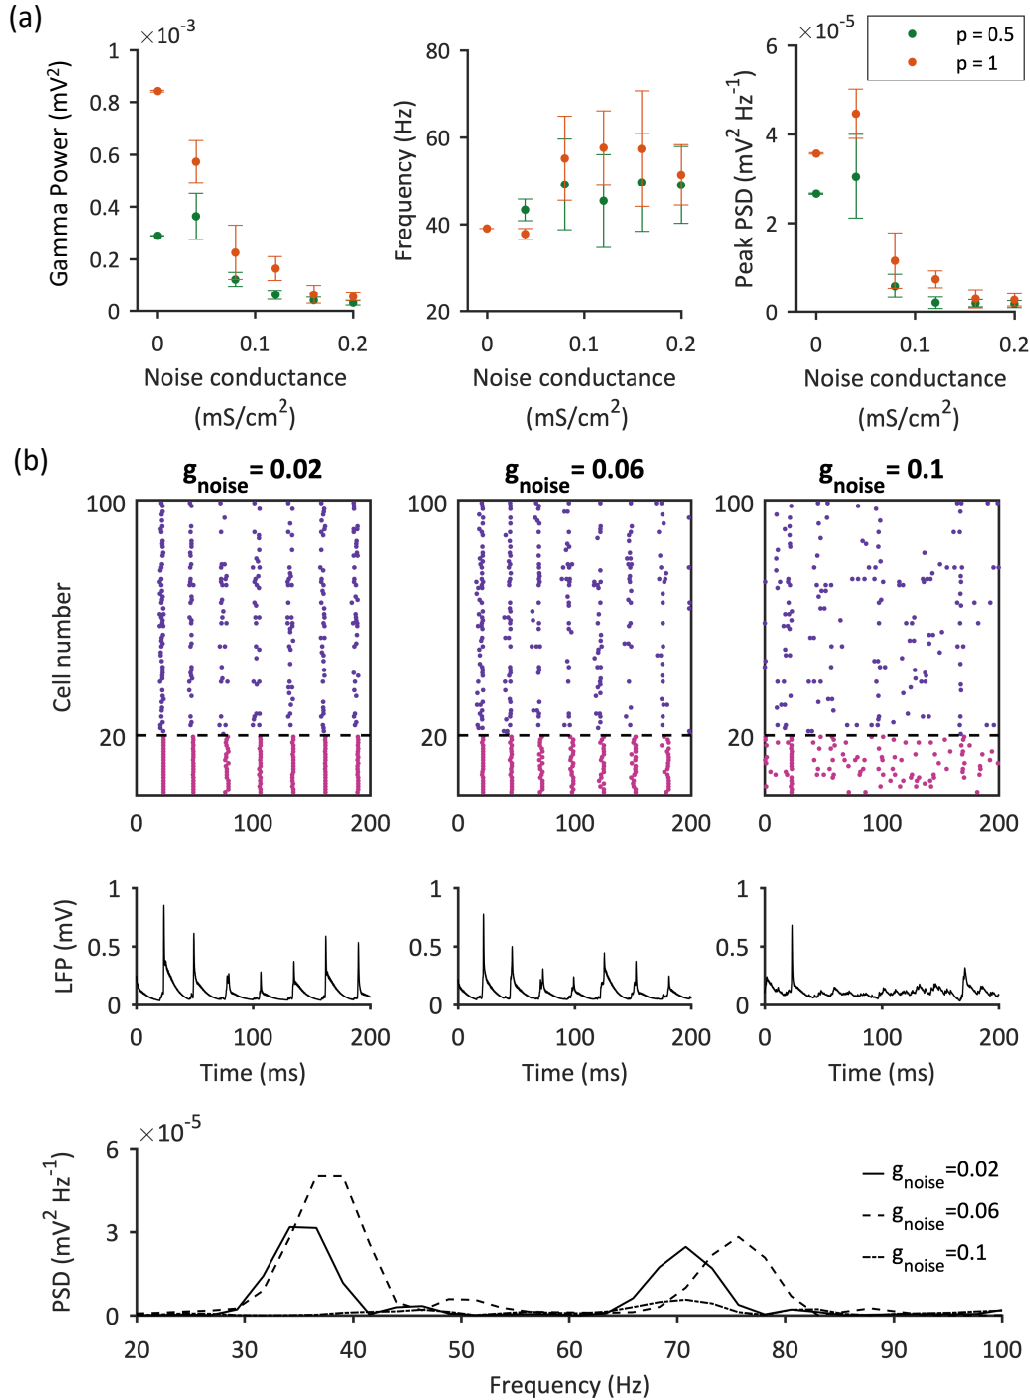 (a)
×10⁻³
1
0.8
0.6
0.4
0.2
0
Gamma Power (mV²)
0 0.1 0.2
Noise conductance
(mS/cm²)
80
60
40
20
Frequency (Hz)
0 0.1 0.2
Noise conductance
(mS/cm²)
×10⁻⁵
6
4
2
0
Peak PSD (mV² Hz⁻¹)
0 0.1 0.2
Noise conductance
(mS/cm²)
p = 0.5
p = 1
(b)
g_noise = 0.02
g_noise = 0.06
g_noise = 0.1
100
20
Cell number
0 100 200
100
20
0 100 200
100
20
0 100 200
1
0.5
0
LFP (mV)
0 100 200
Time (ms)
1
0.5
0
0 100 200
Time (ms)
1
0.5
0
0 100 200
Time (ms)
×10⁻⁵
6
3
0
PSD (mV² Hz⁻¹)
g_noise=0.02
g_noise=0.06
g_noise=0.1
20 30 40 50 60 70 80 90 100
Frequency (Hz)